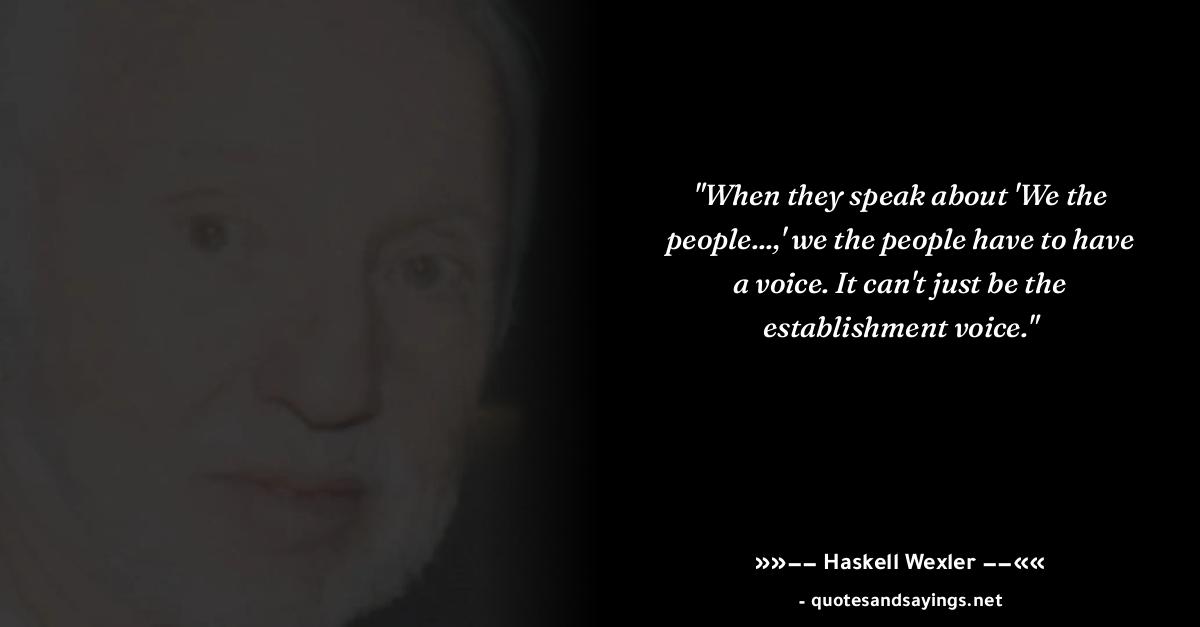 "When they speak about 'We the
people...,' we the people have to have
a voice. It can't just be the
establishment voice."
»»−− Haskell Wexler −−««
- quotesandsayings.net